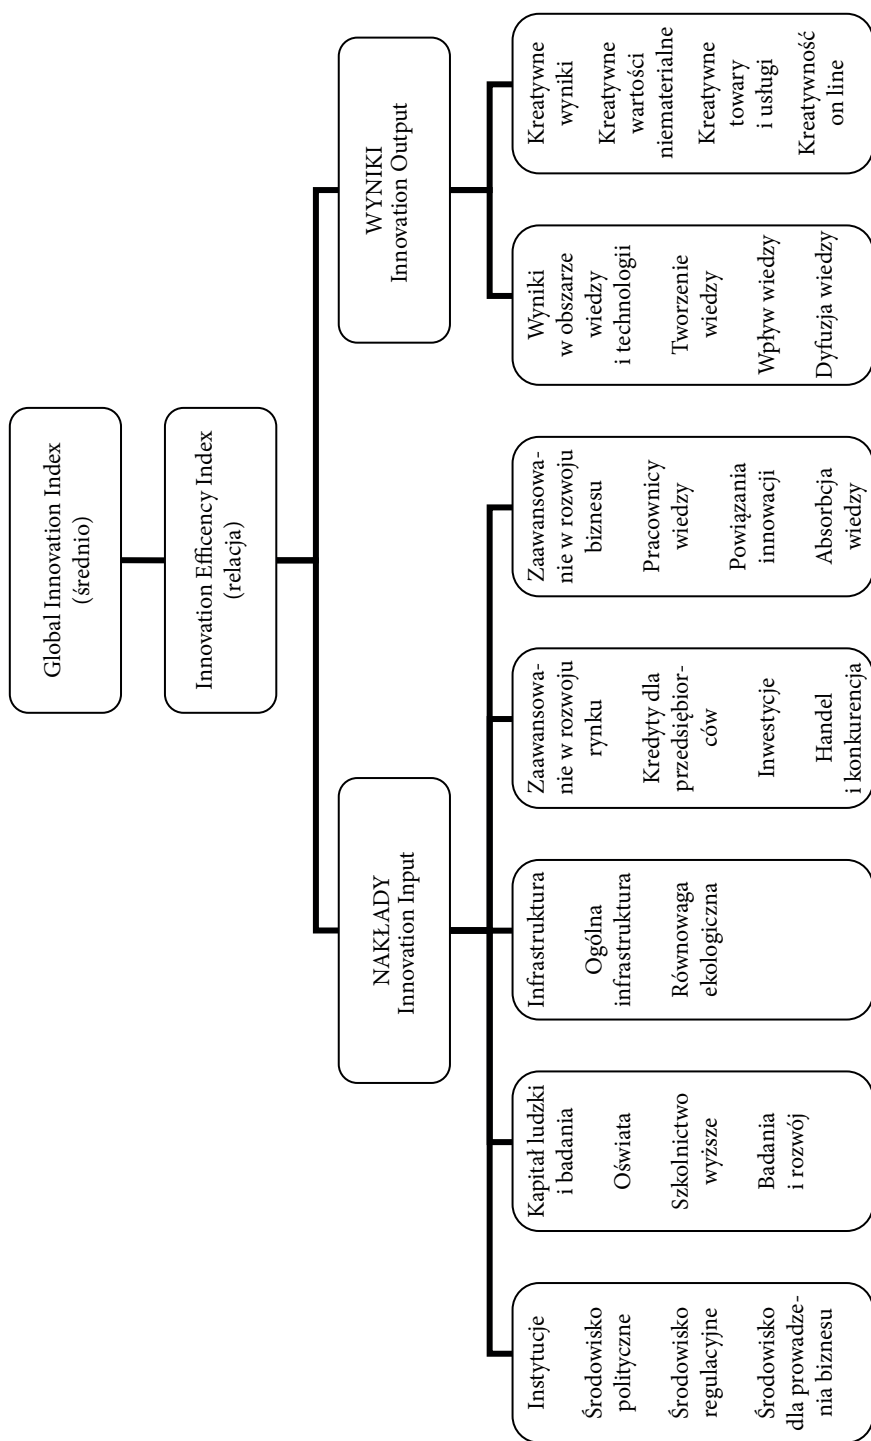 Global Innovation Index
(średnio)
Innovation Efficency Index
(relacja)
NAKŁADY
Innovation Input
WYNIKI
Innovation Output
Instytucje
Środowisko
polityczne
Środowisko
regulacyjne
Środowisko
dla prowadze-
nia biznesu
Kapitał ludzki
i badania
Oświata
Szkolnictwo
wyższe
Badania
i rozwój
Infrastruktura
Ogólna
infrastruktura
Równowaga
ekologiczna
Zaawansowa-
nie w rozwoju
rynku
Kredyty dla
przedsiębior-
ców
Inwestycje
Handel
i konkurencja
Zaawansowa-
nie w rozwoju
biznesu
Pracownicy
wiedzy
Powiązania
innowacji
Absorbcja
wiedzy
Wyniki
w obszarze
wiedzy
i technologii
Tworzenie
wiedzy
Wpływ wiedzy
Dyfuzja wiedzy
Kreatywne
wyniki
Kreatywne
wartości
niematerialne
Kreatywne
towary
i usługi
Kreatywność
on line